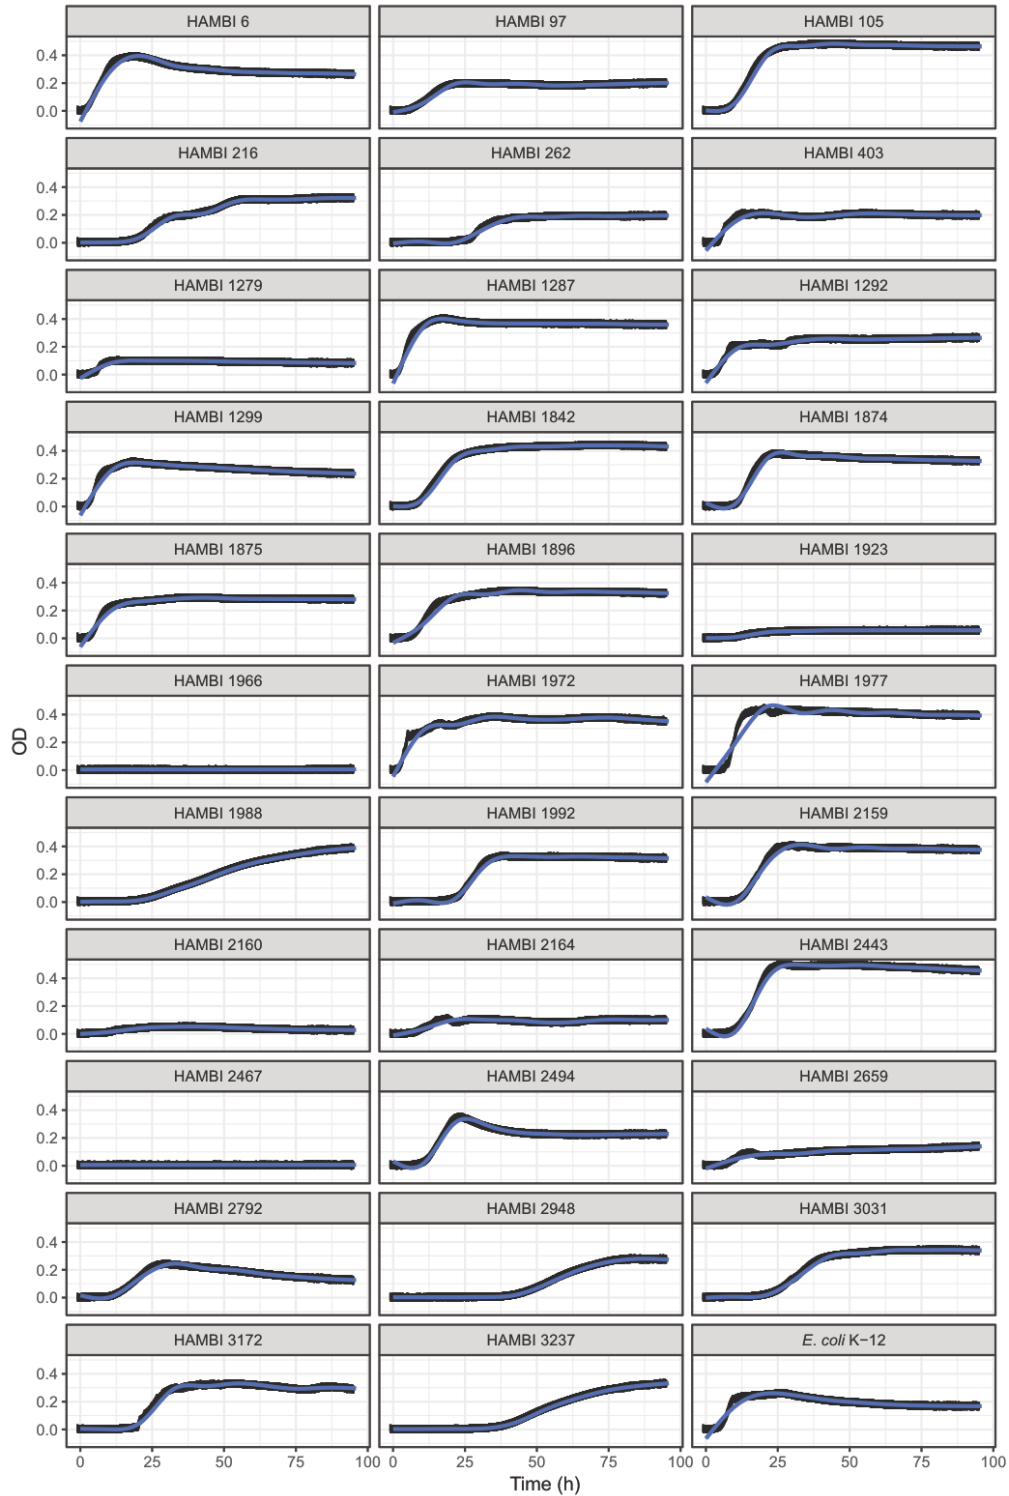 HAMBI 6 HAMBI 97 HAMBI 105
0.4
0.2
0.0
HAMBI 216 HAMBI 262 HAMBI 403
0.4
0.2
0.0
HAMBI 1279 HAMBI 1287 HAMBI 1292
0.4
0.2
0.0
HAMBI 1299 HAMBI 1842 HAMBI 1874
0.4
0.2
0.0
HAMBI 1875 HAMBI 1896 HAMBI 1923
0.4
0.2
0.0
HAMBI 1966 HAMBI 1972 HAMBI 1977
0.4
0.2
0.0
OD
HAMBI 1988 HAMBI 1992 HAMBI 2159
0.4
0.2
0.0
HAMBI 2160 HAMBI 2164 HAMBI 2443
0.4
0.2
0.0
HAMBI 2467 HAMBI 2494 HAMBI 2659
0.4
0.2
0.0
HAMBI 2792 HAMBI 2948 HAMBI 3031
0.4
0.2
0.0
HAMBI 3172 HAMBI 3237 E. coli K−12
0.4
0.2
0.0
0 25 50 75 100 0 25 50 75 100 0 25 50 75 100
Time (h)